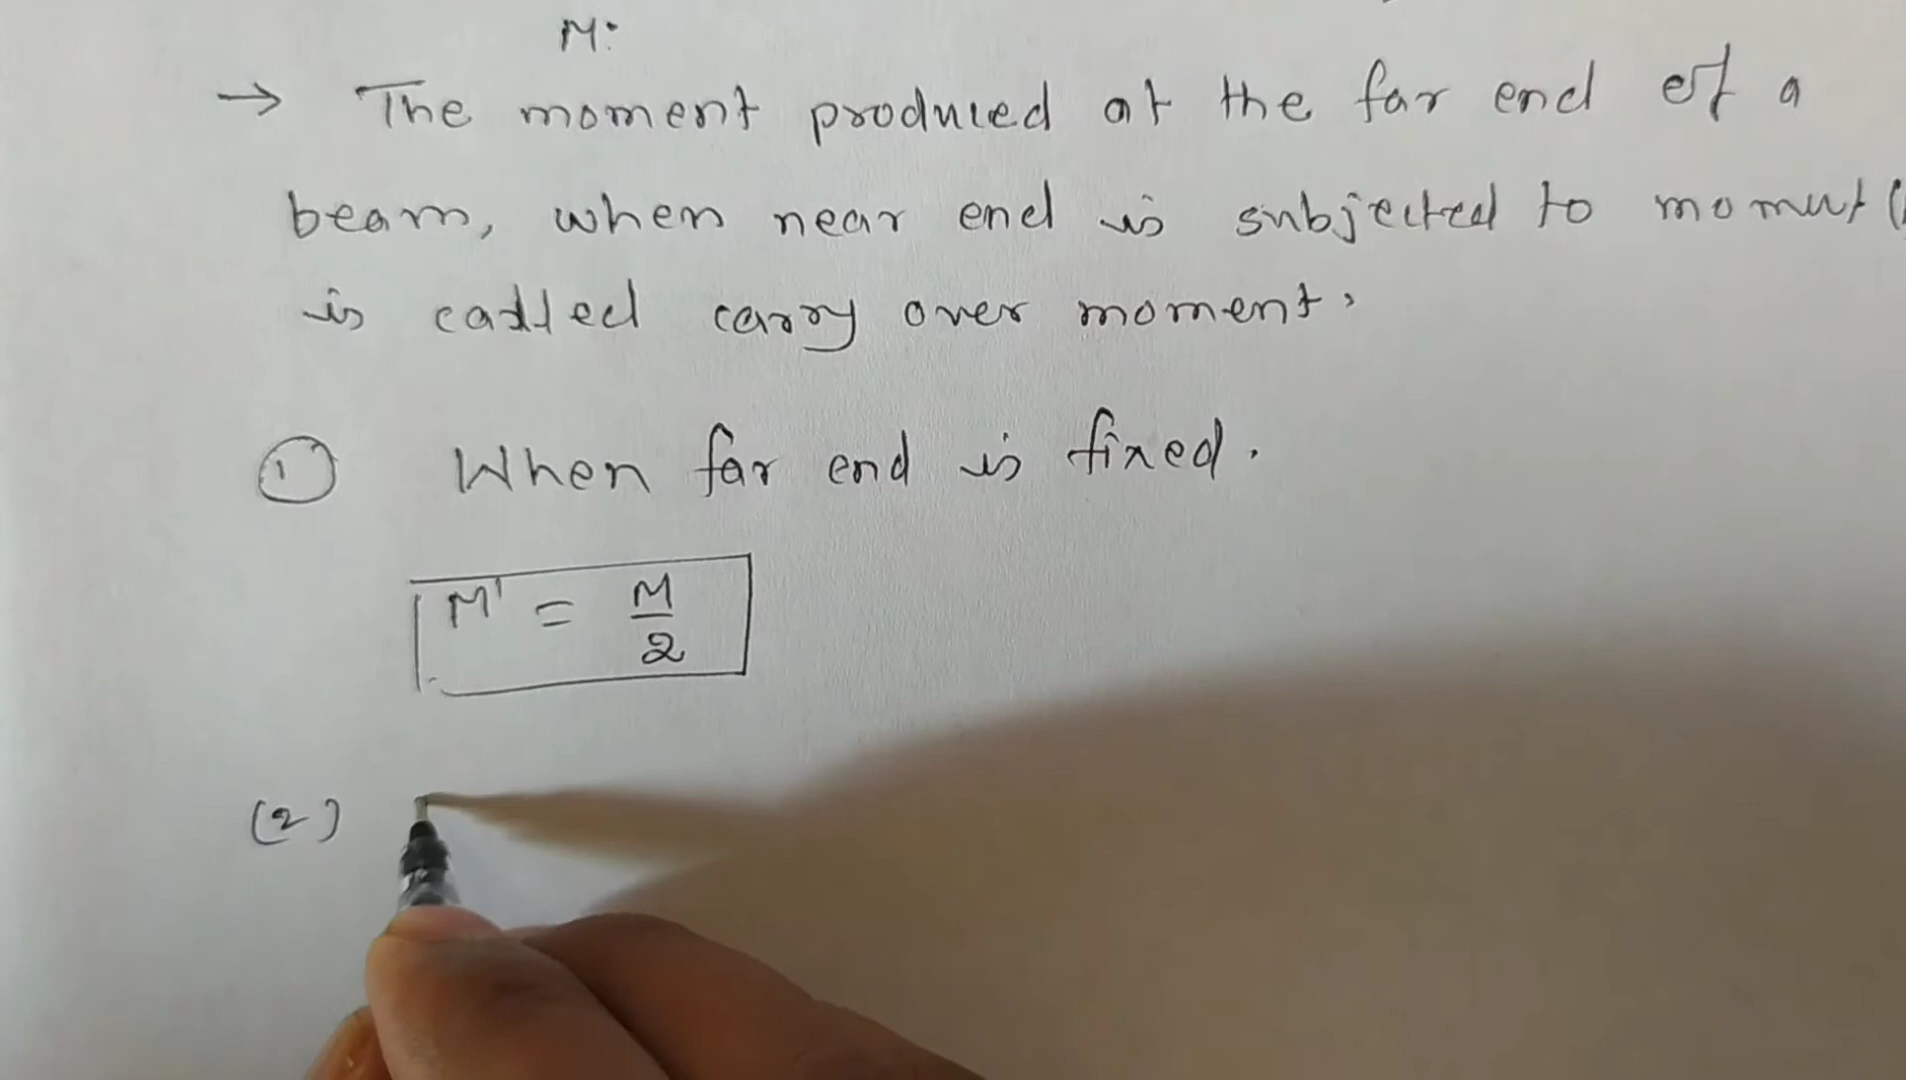 M:
→ The moment produced at the far end of a
beam, when near end is subjected to moment (
is called carry over moment.
① When far end is fixed.
M' = M/2
(2)